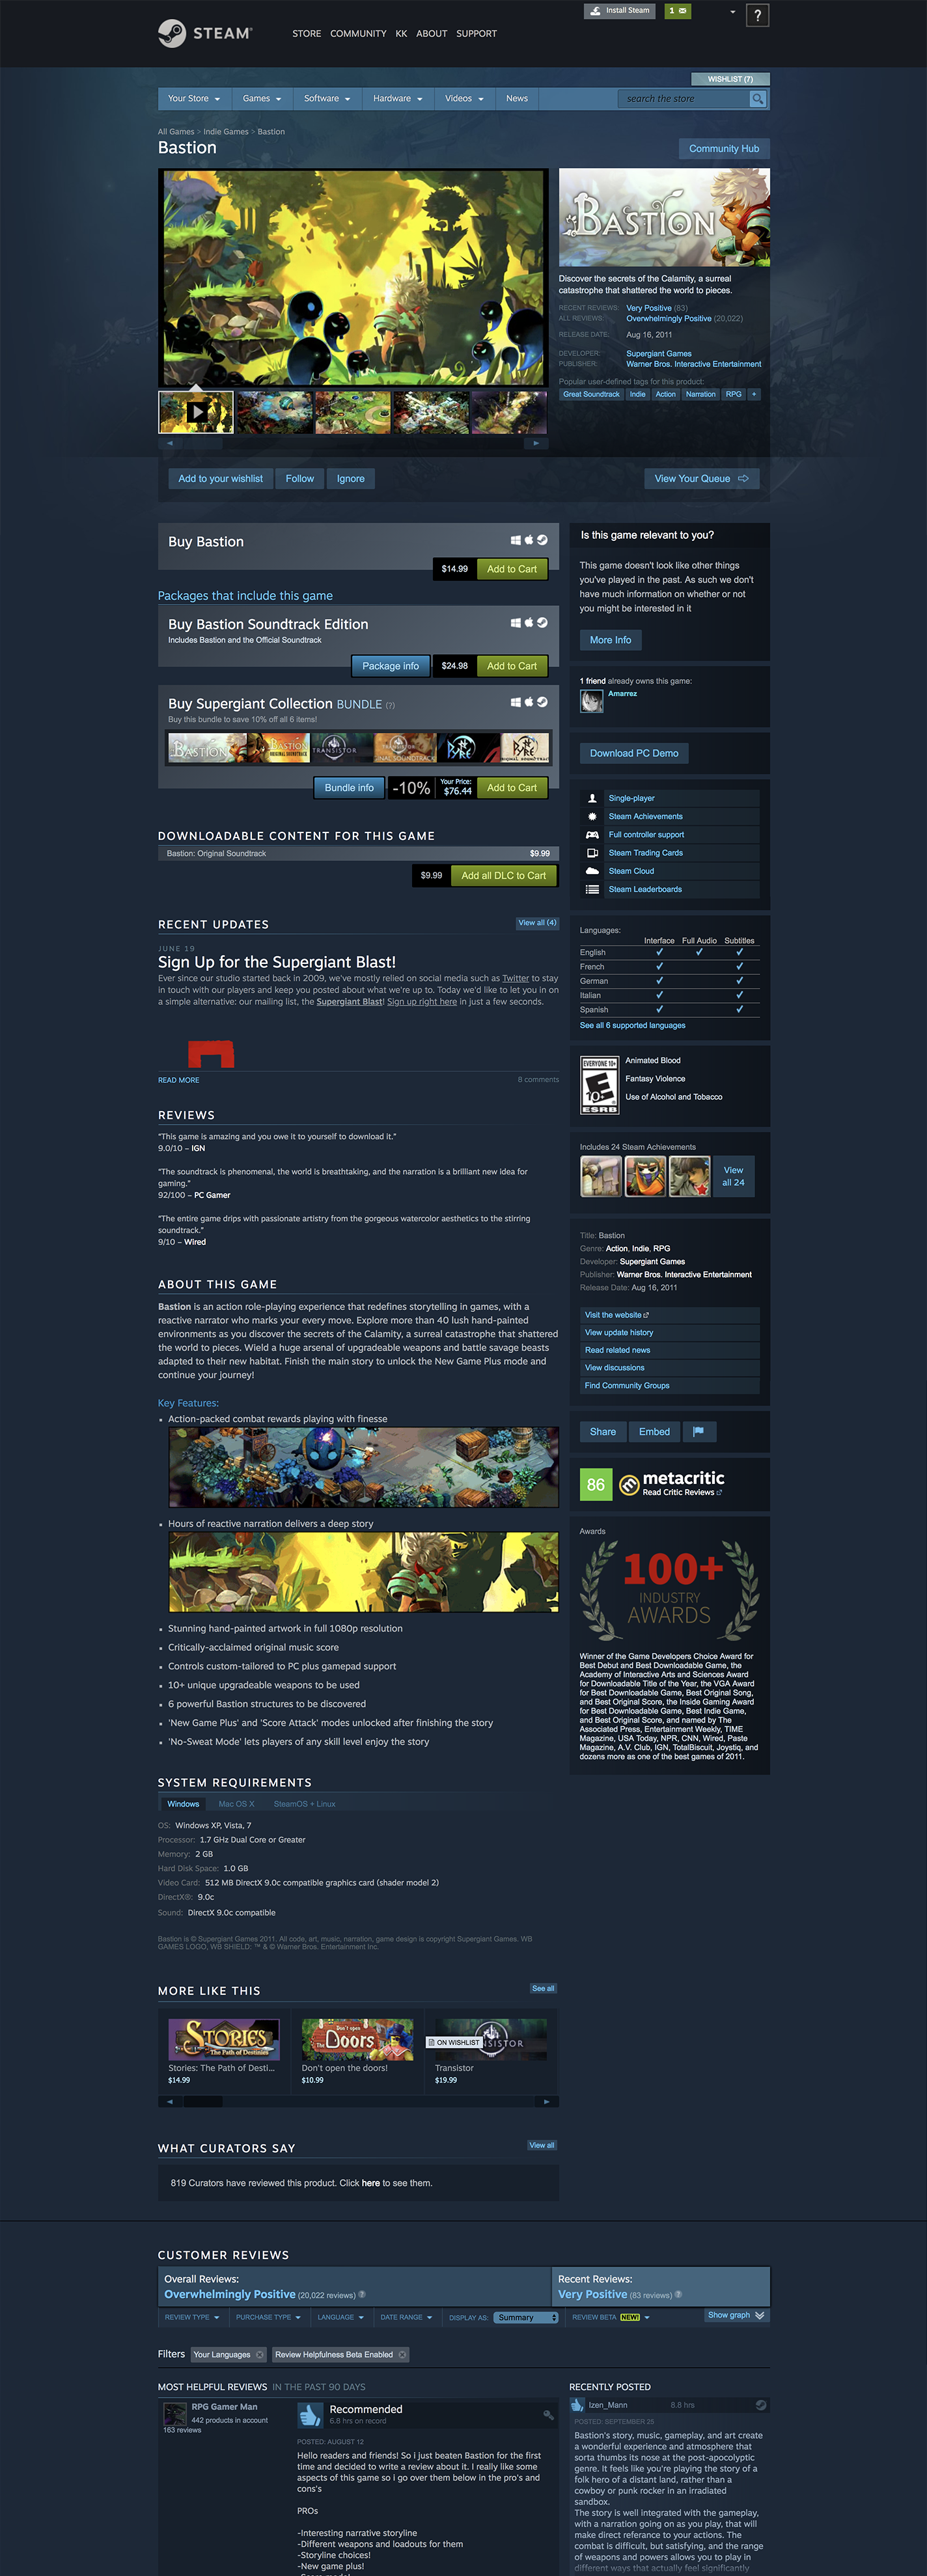 Install Steam
1
?
STEAM
STORE COMMUNITY KK ABOUT SUPPORT
WISHLIST (7)
Your Store Games Software Hardware Videos News
search the store
All Games > Indie Games > Bastion
Bastion
Community Hub
BASTION
Discover the secrets of the Calamity, a surreal
catastrophe that shattered the world to pieces.
RECENT REVIEWS: Very Positive (83)
ALL REVIEWS: Overwhelmingly Positive (20,022)
RELEASE DATE: Aug 16, 2011
DEVELOPER: Supergiant Games
PUBLISHER: Warner Bros. Interactive Entertainment
Popular user-defined tags for this product:
Great Soundtrack Indie Action Narration RPG +
Add to your wishlist Follow Ignore
View Your Queue
Buy Bastion
$14.99 Add to Cart
Packages that include this game
Buy Bastion Soundtrack Edition
Includes Bastion and the Official Soundtrack
Package info $24.98 Add to Cart
Buy Supergiant Collection BUNDLE (?)
Buy this bundle to save 10% off all 6 items!
BASTION BASTION TRANSISTOR TRANSISTOR PYRE PYRE
Bundle info -10% Your Price: $76.44 Add to Cart
DOWNLOADABLE CONTENT FOR THIS GAME
Bastion: Original Soundtrack $9.99
$9.99 Add all DLC to Cart
RECENT UPDATES View all (4)
JUNE 19
Sign Up for the Supergiant Blast!
Ever since our studio started back in 2009, we've mostly relied on social media such as Twitter to stay
in touch with our players and keep you posted about what we're up to. Today we'd like to let you in on
a simple alternative: our mailing list, the Supergiant Blast! Sign up right here in just a few seconds.
READ MORE 8 comments
REVIEWS
“This game is amazing and you owe it to yourself to download it.”
9.0/10 – IGN
“The soundtrack is phenomenal, the world is breathtaking, and the narration is a brilliant new idea for
gaming.”
92/100 – PC Gamer
“The entire game drips with passionate artistry from the gorgeous watercolor aesthetics to the stirring
soundtrack.”
9/10 – Wired
ABOUT THIS GAME
Bastion is an action role-playing experience that redefines storytelling in games, with a
reactive narrator who marks your every move. Explore more than 40 lush hand-painted
environments as you discover the secrets of the Calamity, a surreal catastrophe that shattered
the world to pieces. Wield a huge arsenal of upgradeable weapons and battle savage beasts
adapted to their new habitat. Finish the main story to unlock the New Game Plus mode and
continue your journey!
Key Features:
Action-packed combat rewards playing with finesse
Hours of reactive narration delivers a deep story
Stunning hand-painted artwork in full 1080p resolution
Critically-acclaimed original music score
Controls custom-tailored to PC plus gamepad support
10+ unique upgradeable weapons to be used
6 powerful Bastion structures to be discovered
'New Game Plus' and 'Score Attack' modes unlocked after finishing the story
'No-Sweat Mode' lets players of any skill level enjoy the story
SYSTEM REQUIREMENTS
Windows Mac OS X SteamOS + Linux
OS: Windows XP, Vista, 7
Processor: 1.7 GHz Dual Core or Greater
Memory: 2 GB
Hard Disk Space: 1.0 GB
Video Card: 512 MB DirectX 9.0c compatible graphics card (shader model 2)
DirectX®: 9.0c
Sound: DirectX 9.0c compatible
Bastion is © Supergiant Games 2011. All code, art, music, narration, game design is copyright Supergiant Games. WB
GAMES LOGO, WB SHIELD: ™ & © Warner Bros. Entertainment Inc.
Is this game relevant to you?
This game doesn't look like other things
you've played in the past. As such we don't
have much information on whether or not
you might be interested in it
More Info
1 friend already owns this game:
Amarrez
Download PC Demo
Single-player
Steam Achievements
Full controller support
Steam Trading Cards
Steam Cloud
Steam Leaderboards
Languages:
Interface Full Audio Subtitles
English ✓ ✓ ✓
French ✓ ✓
German ✓ ✓
Italian ✓ ✓
Spanish ✓ ✓
See all 6 supported languages
EVERYONE 10+
E
10+
ESRB
Animated Blood
Fantasy Violence
Use of Alcohol and Tobacco
Includes 24 Steam Achievements
View
all 24
Title: Bastion
Genre: Action, Indie, RPG
Developer: Supergiant Games
Publisher: Warner Bros. Interactive Entertainment
Release Date: Aug 16, 2011
Visit the website
View update history
Read related news
View discussions
Find Community Groups
Share Embed
86 metacritic
Read Critic Reviews
Awards
100+
INDUSTRY
AWARDS
Winner of the Game Developers Choice Award for
Best Debut and Best Downloadable Game, the
Academy of Interactive Arts and Sciences Award
for Downloadable Title of the Year, the VGA Award
for Best Downloadable Game, Best Original Song,
and Best Original Score, the Inside Gaming Award
for Best Downloadable Game, Best Indie Game,
and Best Original Score, and named by The
Associated Press, Entertainment Weekly, TIME
Magazine, USA Today, NPR, CNN, Wired, Paste
Magazine, A.V. Club, IGN, TotalBiscuit, Joystiq, and
dozens more as one of the best games of 2011.
MORE LIKE THIS See all
STORIES
The Path of Destinies
Don't open
the Doors
ON WISHLIST
Stories: The Path of Desti... Don't open the doors! Transistor
$14.99 $10.99 $19.99
WHAT CURATORS SAY View all
819 Curators have reviewed this product. Click here to see them.
CUSTOMER REVIEWS
Overall Reviews:
Overwhelmingly Positive (20,022 reviews) ?
Recent Reviews:
Very Positive (83 reviews) ?
REVIEW TYPE PURCHASE TYPE LANGUAGE DATE RANGE DISPLAY AS: Summary REVIEW BETA NEW! Show graph
Filters Your Languages Review Helpfulness Beta Enabled
MOST HELPFUL REVIEWS IN THE PAST 90 DAYS
RPG Gamer Man
442 products in account
163 reviews
Recommended
6.8 hrs on record
POSTED: AUGUST 12
Hello readers and friends! So i just beaten Bastion for the first
time and decided to write a review about it. I really like some
aspects of this game so i go over them below in the pro's and
cons's
PROs
-Interesting narrative storyline
-Different weapons and loadouts for them
-Storyline choices!
-New game plus!
RECENTLY POSTED
Izen_Mann 8.8 hrs
POSTED: SEPTEMBER 25
Bastion's story, music, gameplay, and art create
a wonderful experience and atmosphere that
sorta thumbs its nose at the post-apocolyptic
genre. It feels like you're playing the story of a
folk hero of a distant land, rather than a
cowboy or punk rocker in an irradiated
sandbox.
The story is well integrated with the gameplay,
with a narration going on as you play, that will
make direct referance to your actions. The
combat is difficult, but satisfying, and the range
of weapons and powers allows you to play in
different ways that actually feel significantly